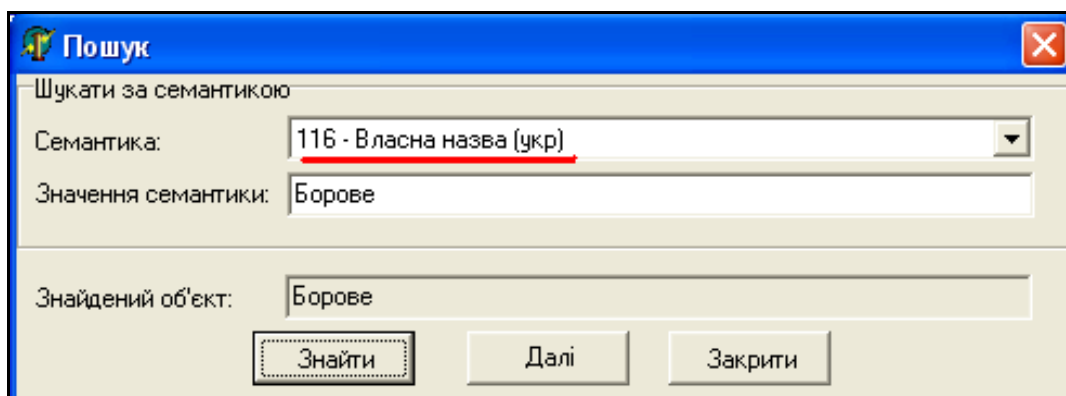 Пошук
Шукати за семантикою
Семантика: 116 - Власна назва (укр)
Значення семантики: Борове
Знайдений об'єкт: Борове
Знайти Далі Закрити